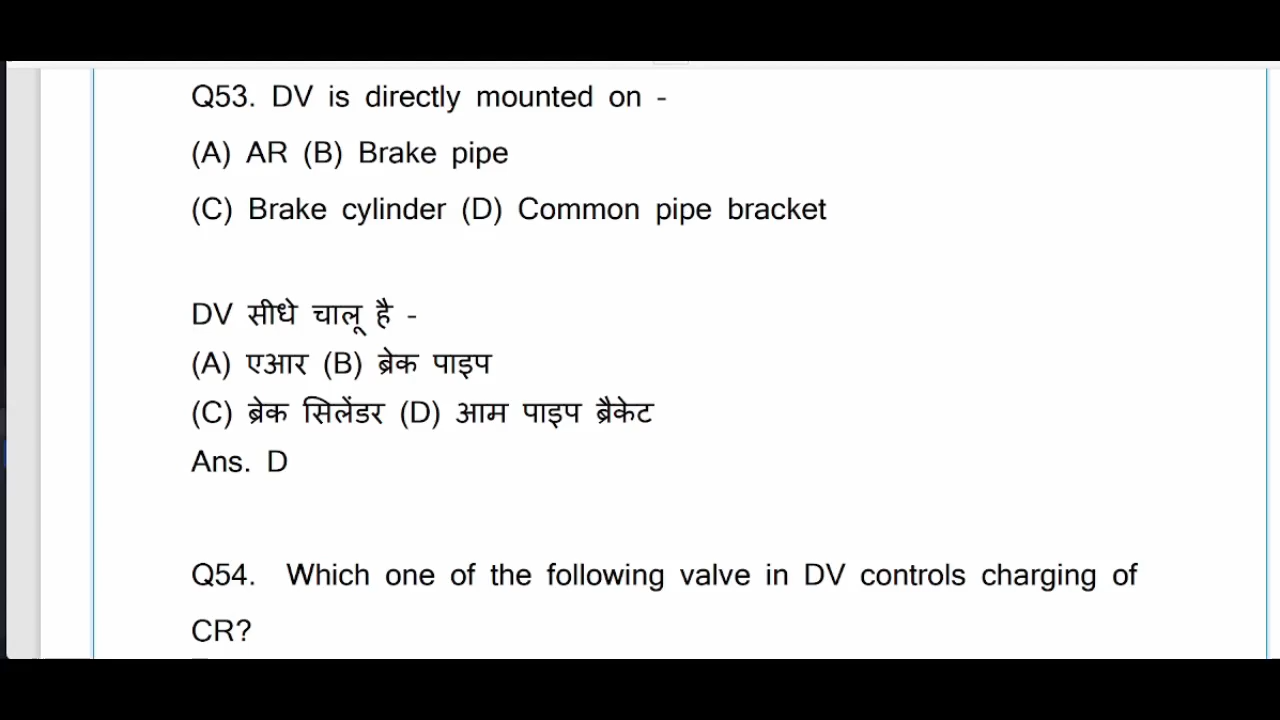 Q53. DV is directly mounted on -
(A) AR (B) Brake pipe
(C) Brake cylinder (D) Common pipe bracket
DV सीधे चालू है -
(A) एआर (B) ब्रेक पाइप
(C) ब्रेक सिलेंडर (D) आम पाइप ब्रैकेट
Ans. D
Q54. Which one of the following valve in DV controls charging of
CR?